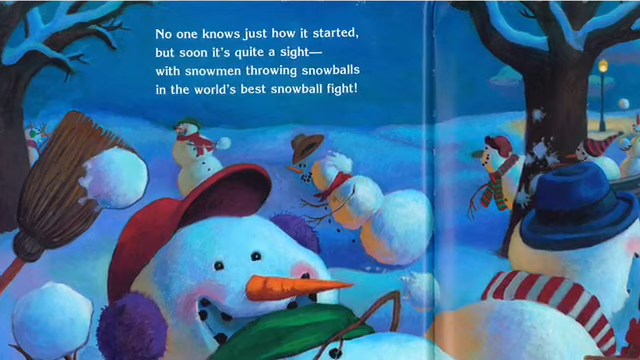 No one knows just how it started,
but soon it's quite a sight—
with snowmen throwing snowballs
in the world's best snowball fight!